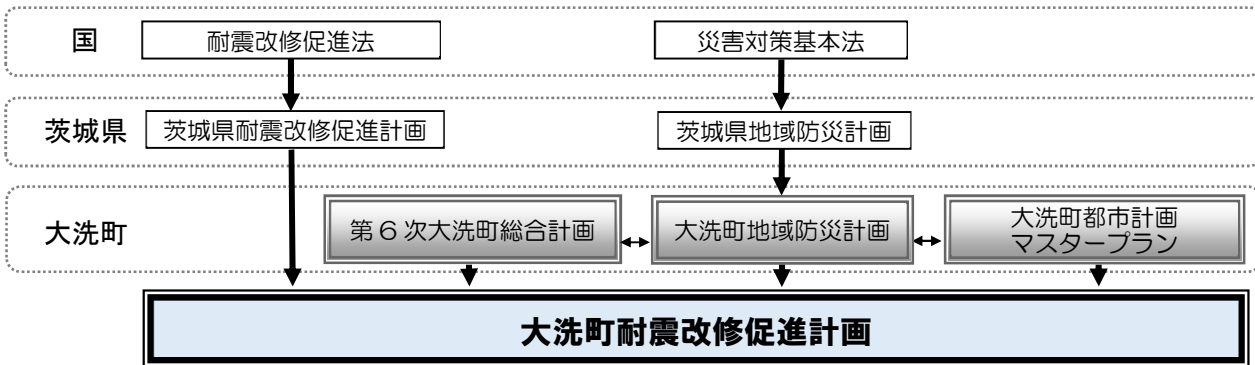 国
耐震改修促進法
災害対策基本法
茨城県
茨城県耐震改修促進計画
茨城県地域防災計画
大洗町
第6次大洗町総合計画
大洗町地域防災計画
大洗町都市計画
マスタープラン
大洗町耐震改修促進計画